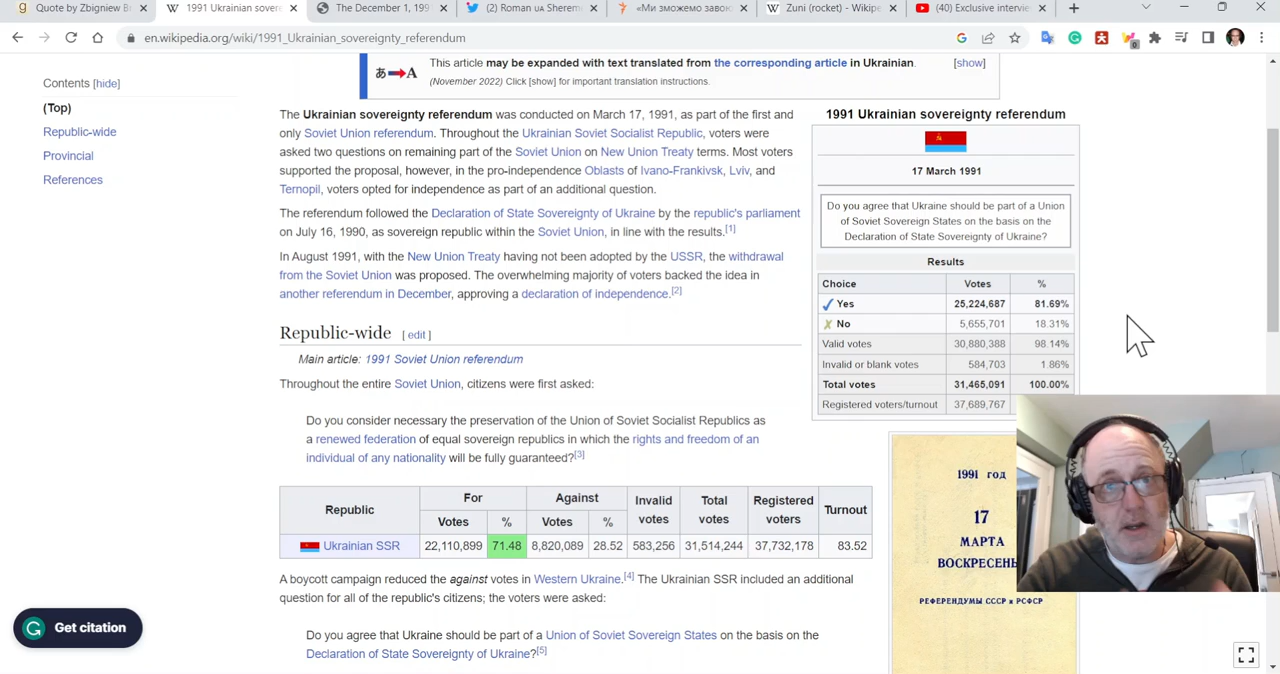 Quote by Zbigniew B
1991 Ukrainian sover
The December 1, 199
(2) Roman UA Sherem
«Ми зможемо завою
Zuni (rocket) - Wikipe
(40) Exclusive intervie
en.wikipedia.org/wiki/1991_Ukrainian_sovereignty_referendum
This article may be expanded with text translated from the corresponding article in Ukrainian. [show]
(November 2022) Click [show] for important translation instructions.
Contents [hide]
(Top)
Republic-wide
Provincial
References
The Ukrainian sovereignty referendum was conducted on March 17, 1991, as part of the first and
only Soviet Union referendum. Throughout the Ukrainian Soviet Socialist Republic, voters were
asked two questions on remaining part of the Soviet Union on New Union Treaty terms. Most voters
supported the proposal, however, in the pro-independence Oblasts of Ivano-Frankivsk, Lviv, and
Ternopil, voters opted for independence as part of an additional question.
The referendum followed the Declaration of State Sovereignty of Ukraine by the republic's parliament
on July 16, 1990, as sovereign republic within the Soviet Union, in line with the results.[1]
In August 1991, with the New Union Treaty having not been adopted by the USSR, the withdrawal
from the Soviet Union was proposed. The overwhelming majority of voters backed the idea in
another referendum in December, approving a declaration of independence.[2]
Republic-wide [ edit ]
Main article: 1991 Soviet Union referendum
Throughout the entire Soviet Union, citizens were first asked:
Do you consider necessary the preservation of the Union of Soviet Socialist Republics as
a renewed federation of equal sovereign republics in which the rights and freedom of an
individual of any nationality will be fully guaranteed?[3]
Republic For Against Invalid votes Total votes Registered voters Turnout
Votes % Votes %
Ukrainian SSR 22,110,899 71.48 8,820,089 28.52 583,256 31,514,244 37,732,178 83.52
A boycott campaign reduced the against votes in Western Ukraine.[4] The Ukrainian SSR included an additional
question for all of the republic's citizens; the voters were asked:
Do you agree that Ukraine should be part of a Union of Soviet Sovereign States on the basis on the
Declaration of State Sovereignty of Ukraine?[5]
1991 Ukrainian sovereignty referendum
17 March 1991
Do you agree that Ukraine should be part of a Union
of Soviet Sovereign States on the basis on the
Declaration of State Sovereignty of Ukraine?
Results
Choice Votes %
Yes 25,224,687 81.69%
No 5,655,701 18.31%
Valid votes 30,880,388 98.14%
Invalid or blank votes 584,703 1.86%
Total votes 31,465,091 100.00%
Registered voters/turnout 37,689,767
1991 год
17
МАРТА
ВОСКРЕСЕНЬ
РЕФЕРЕНДУМЫ СССР и РСФСР
Get citation